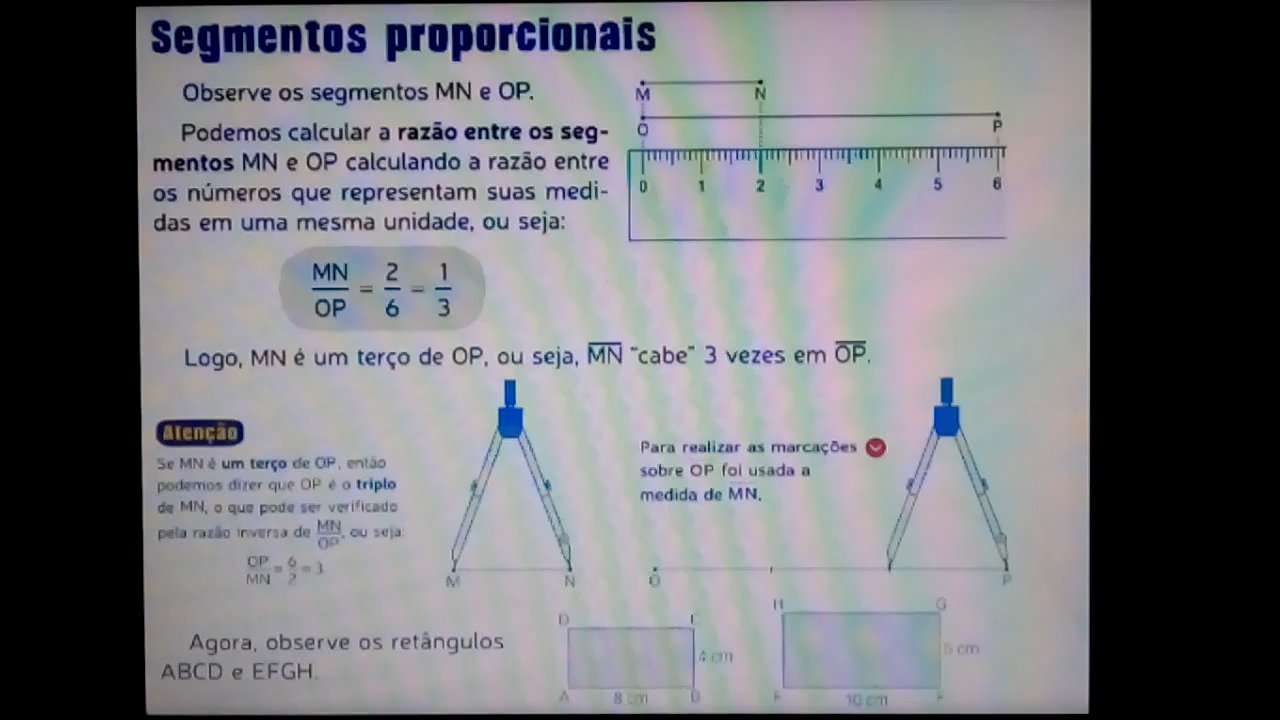 Segmentos proporcionais
Observe os segmentos MN e OP.
Podemos calcular a razão entre os seg-
mentos MN e OP calculando a razão entre
os números que representam suas medi-
das em uma mesma unidade, ou seja:
M N
O P
0 1 2 3 4 5 6
MN/OP = 2/6 = 1/3
Logo, MN é um terço de OP, ou seja, MN "cabe" 3 vezes em OP.
Atenção
Se MN é um terço de OP, então
podemos dizer que OP é o triplo
de MN, o que pode ser verificado
pela razão inversa de MN/OP, ou seja:
OP/MN = 6/2 = 3
Para realizar as marcações
sobre OP foi usada a
medida de MN.
M N O P
Agora, observe os retângulos
ABCD e EFGH.
D
4 cm
A 8 cm B
H G
5 cm
10 cm